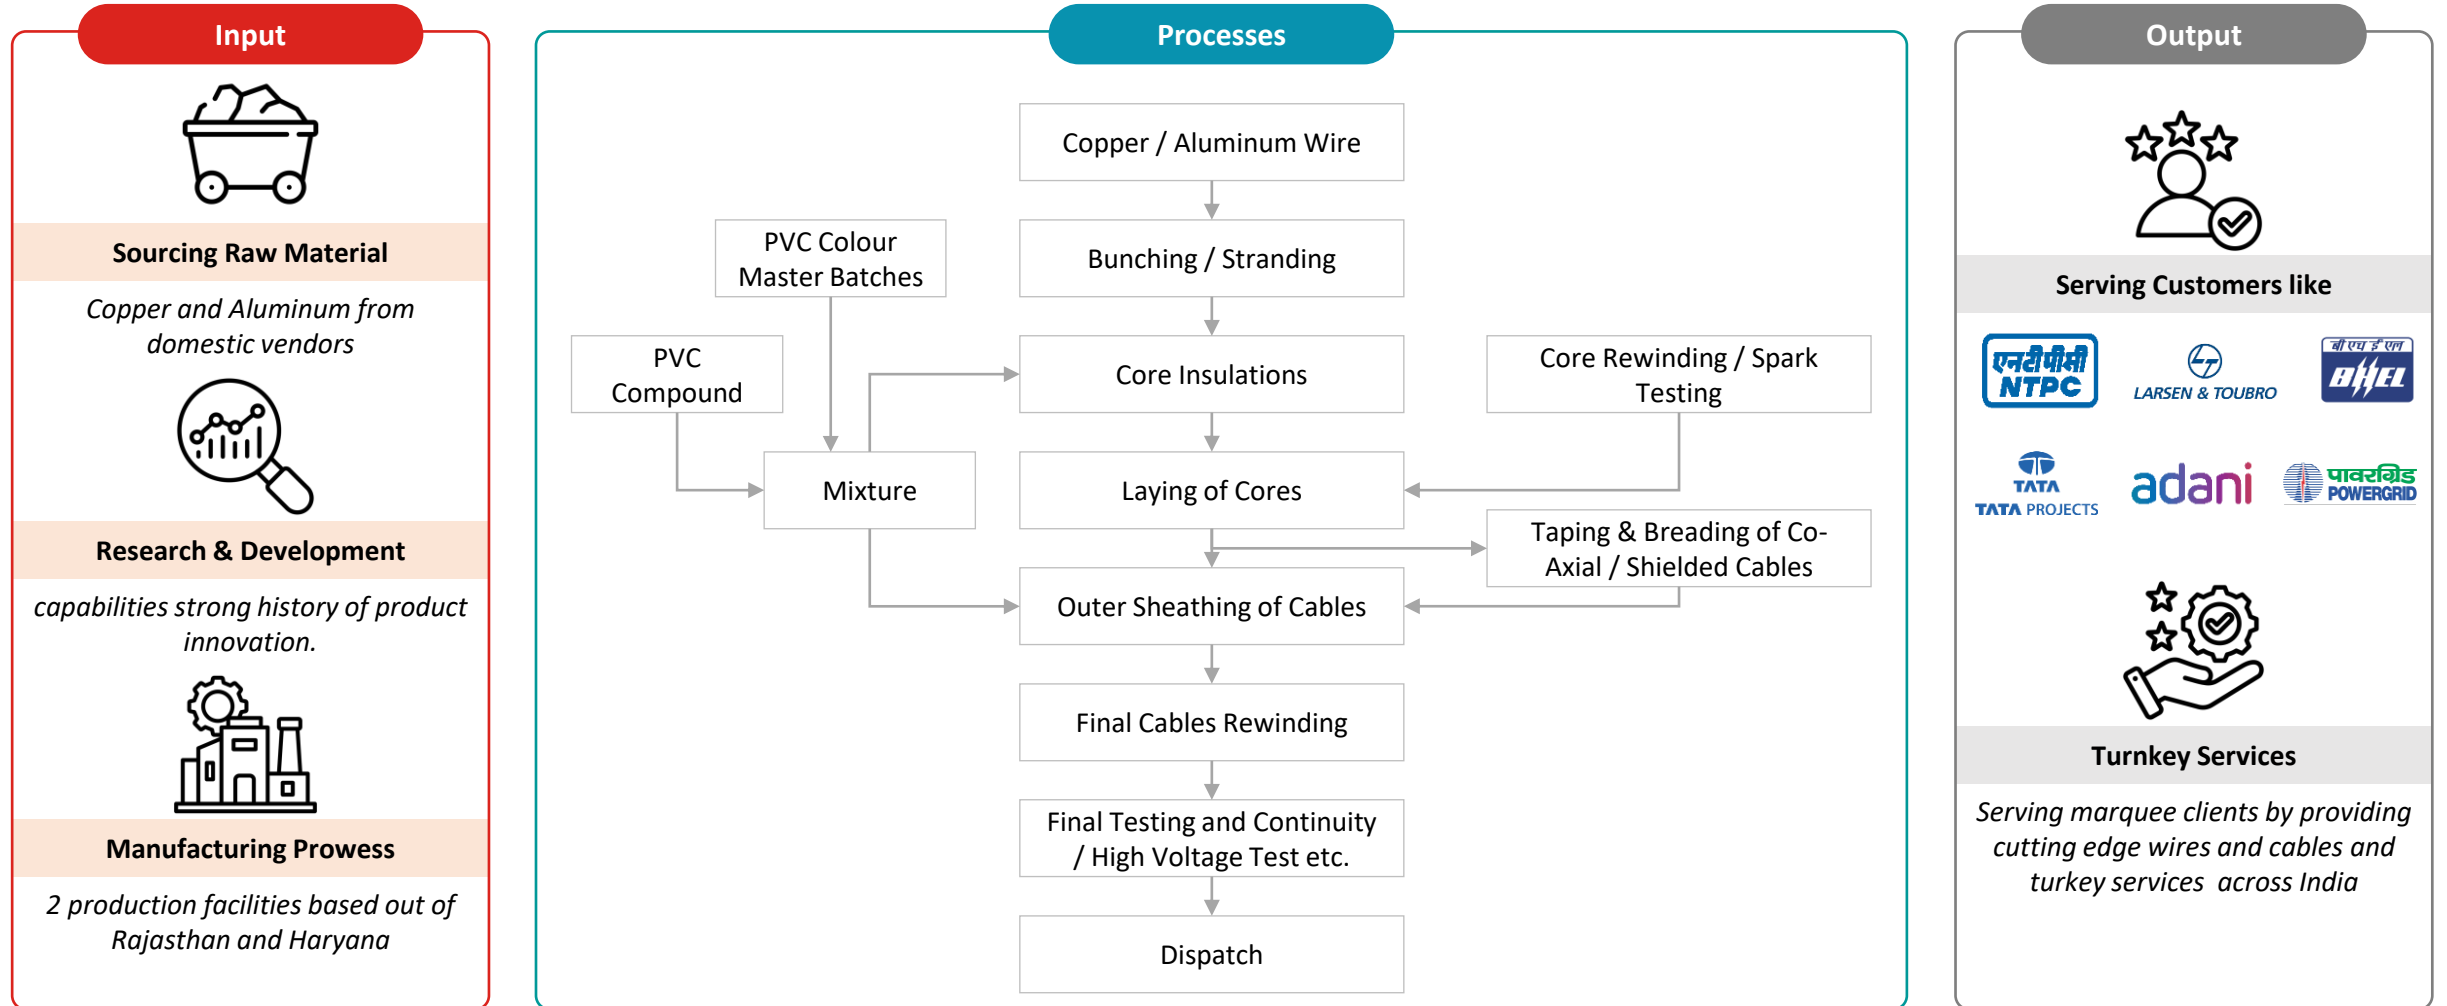 Input
Sourcing Raw Material
Copper and Aluminum from
domestic vendors
Research & Development
capabilities strong history of product
innovation.
Manufacturing Prowess
2 production facilities based out of
Rajasthan and Haryana
Processes
Copper / Aluminum Wire
PVC Colour
Master Batches
Bunching / Stranding
PVC
Compound
Core Insulations
Core Rewinding / Spark
Testing
Mixture
Laying of Cores
Taping & Breading of Co-
Axial / Shielded Cables
Outer Sheathing of Cables
Final Cables Rewinding
Final Testing and Continuity
/ High Voltage Test etc.
Dispatch
Output
Serving Customers like
एनटीपीसी
NTPC
LARSEN & TOUBRO
बी एच ई एल
BHEL
TATA
TATA PROJECTS
adani
पावरग्रिड
POWERGRID
Turnkey Services
Serving marquee clients by providing
cutting edge wires and cables and
turkey services across India